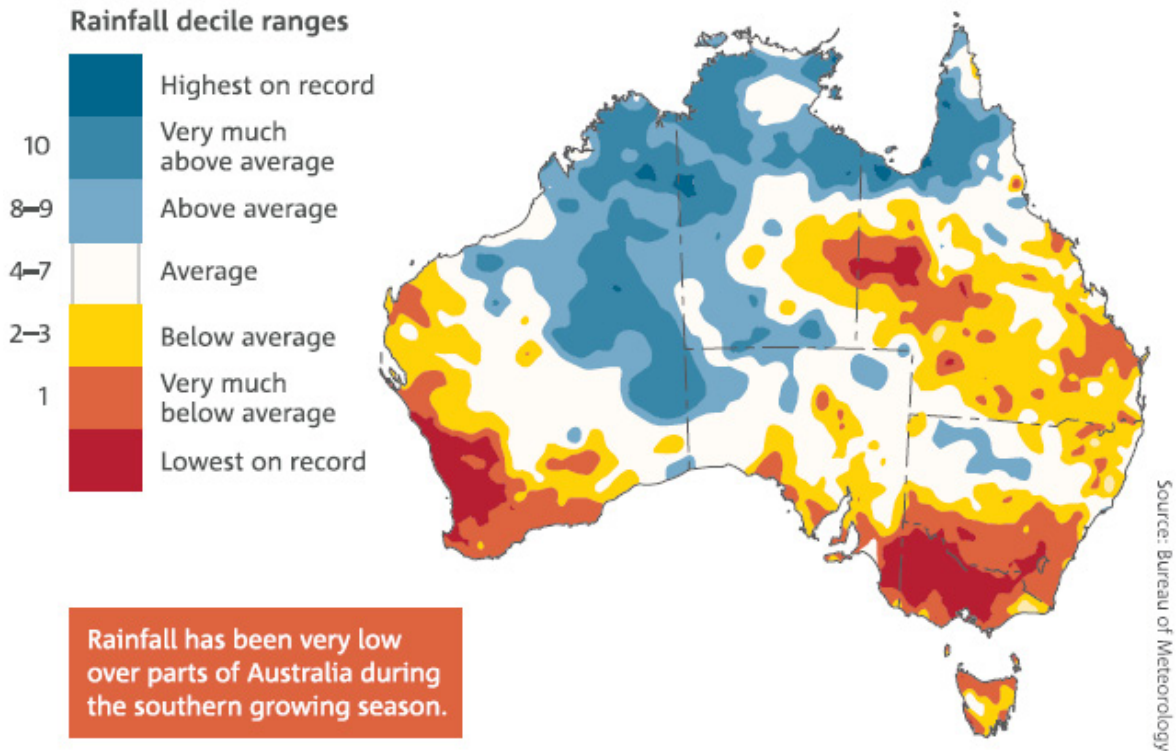 Rainfall decile ranges
Highest on record
10
Very much
above average
8–9
Above average
4–7
Average
2–3
Below average
1
Very much
below average
Lowest on record
Rainfall has been very low
over parts of Australia during
the southern growing season.
Source: Bureau of Meteorology